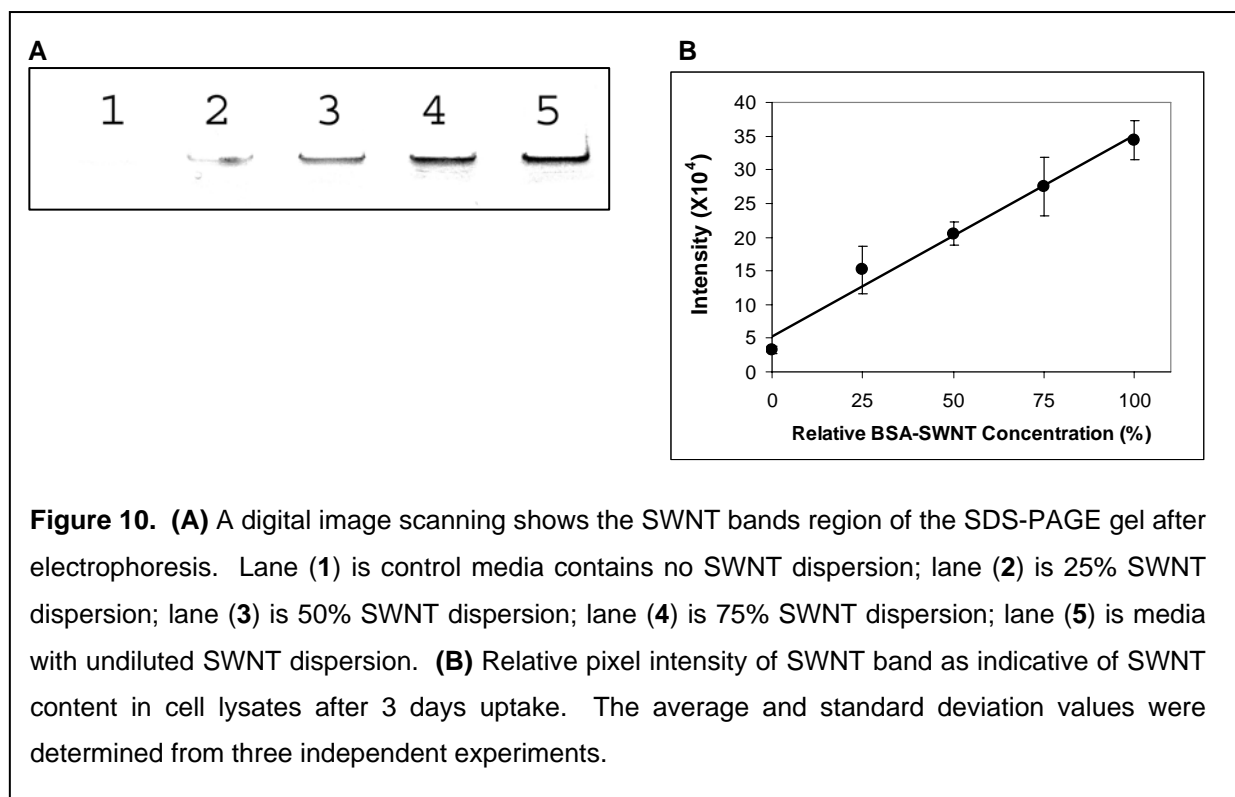 A
1 2 3 4 5
B
40
35
30
25
20
15
10
5
0
Intensity (X10⁴)
0 25 50 75 100
Relative BSA-SWNT Concentration (%)
Figure 10. (A) A digital image scanning shows the SWNT bands region of the SDS-PAGE gel after
electrophoresis. Lane (1) is control media contains no SWNT dispersion; lane (2) is 25% SWNT
dispersion; lane (3) is 50% SWNT dispersion; lane (4) is 75% SWNT dispersion; lane (5) is media
with undiluted SWNT dispersion. (B) Relative pixel intensity of SWNT band as indicative of SWNT
content in cell lysates after 3 days uptake. The average and standard deviation values were
determined from three independent experiments.